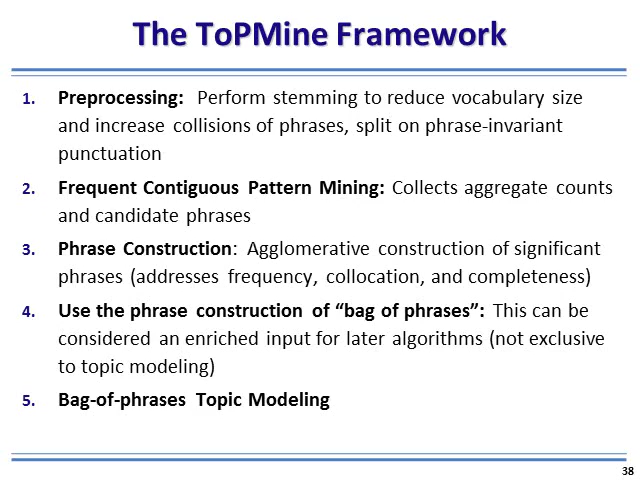 The ToPMine Framework
1. Preprocessing: Perform stemming to reduce vocabulary size
and increase collisions of phrases, split on phrase-invariant
punctuation
2. Frequent Contiguous Pattern Mining: Collects aggregate counts
and candidate phrases
3. Phrase Construction: Agglomerative construction of significant
phrases (addresses frequency, collocation, and completeness)
4. Use the phrase construction of “bag of phrases”: This can be
considered an enriched input for later algorithms (not exclusive
to topic modeling)
5. Bag-of-phrases Topic Modeling
38